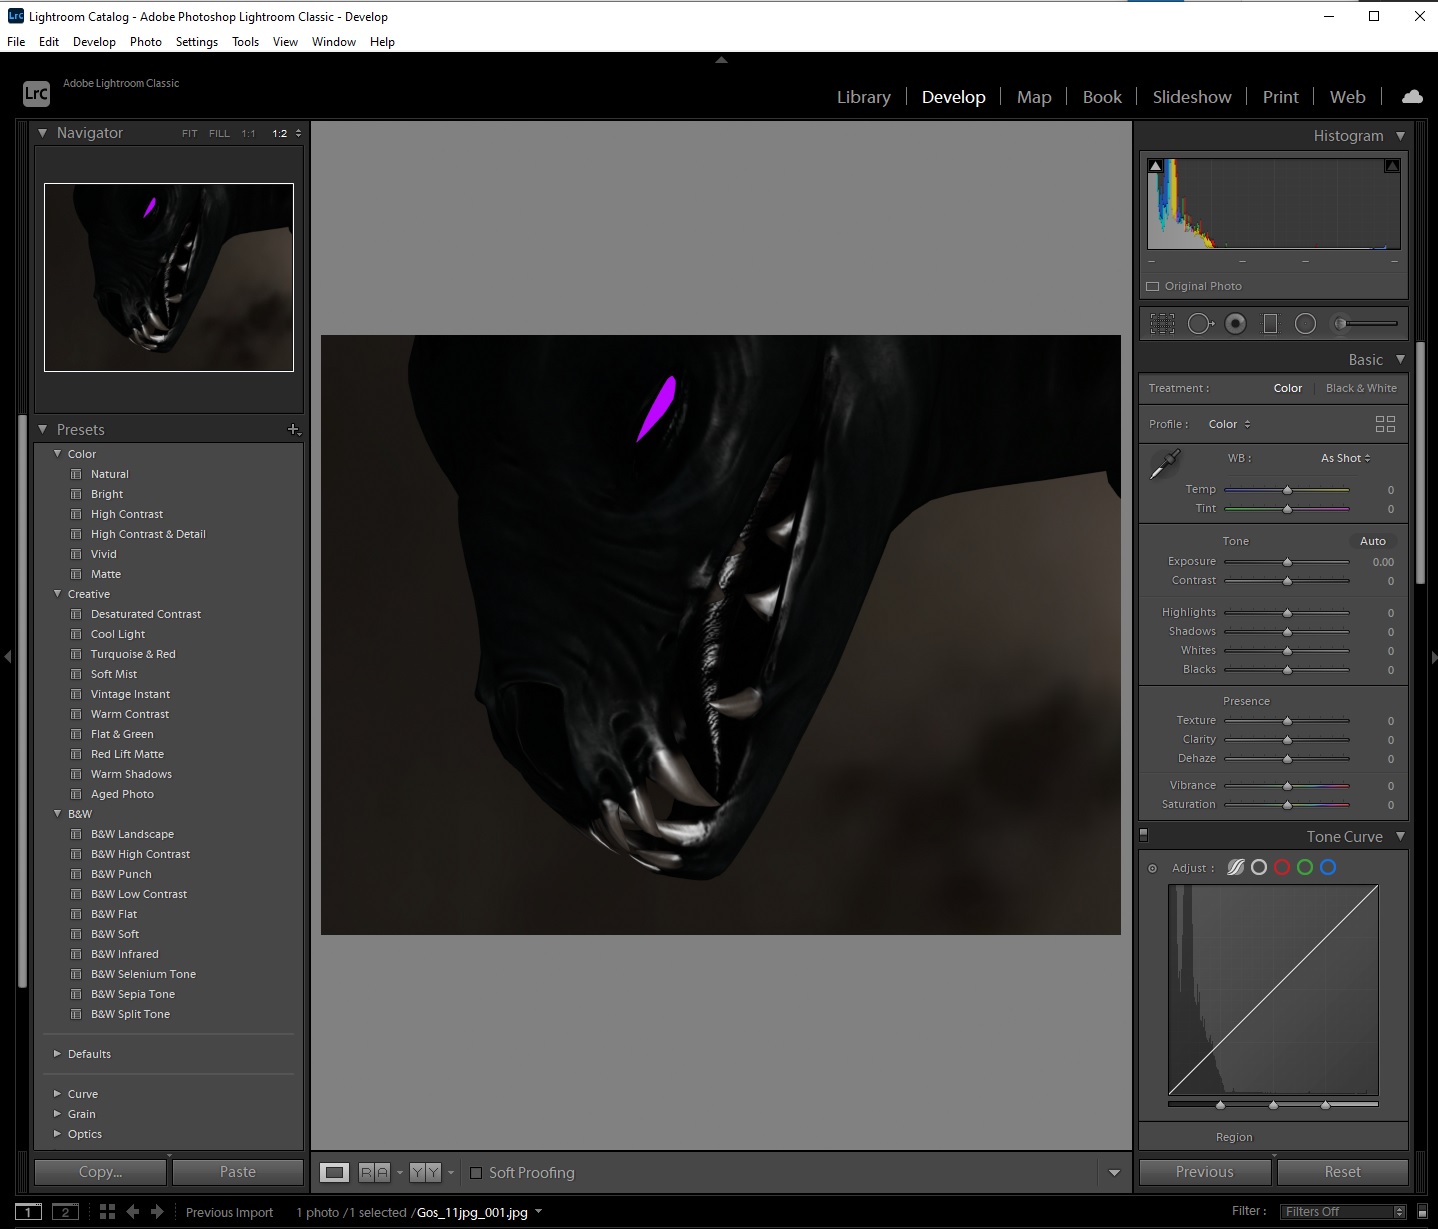 Lrc Lightroom Catalog - Adobe Photoshop Lightroom Classic - Develop
File Edit Develop Photo Settings Tools View Window Help
LrC Adobe Lightroom Classic
Library Develop Map Book Slideshow Print Web
Navigator FIT FILL 1:1 1:2
Presets
Color
Natural
Bright
High Contrast
High Contrast & Detail
Vivid
Matte
Creative
Desaturated Contrast
Cool Light
Turquoise & Red
Soft Mist
Vintage Instant
Warm Contrast
Flat & Green
Red Lift Matte
Warm Shadows
Aged Photo
B&W
B&W Landscape
B&W High Contrast
B&W Punch
B&W Low Contrast
B&W Flat
B&W Soft
B&W Infrared
B&W Selenium Tone
B&W Sepia Tone
B&W Split Tone
Defaults
Curve
Grain
Optics
Copy... Paste
RA YY Soft Proofing
Histogram
Original Photo
Basic
Treatment : Color Black & White
Profile : Color
WB : As Shot
Temp 0
Tint 0
Tone Auto
Exposure 0.00
Contrast 0
Highlights 0
Shadows 0
Whites 0
Blacks 0
Presence
Texture 0
Clarity 0
Dehaze 0
Vibrance 0
Saturation 0
Tone Curve
Adjust :
Region
Previous Reset
1 2 Previous Import 1 photo / 1 selected / Gos_11jpg_001.jpg Filter : Filters Off